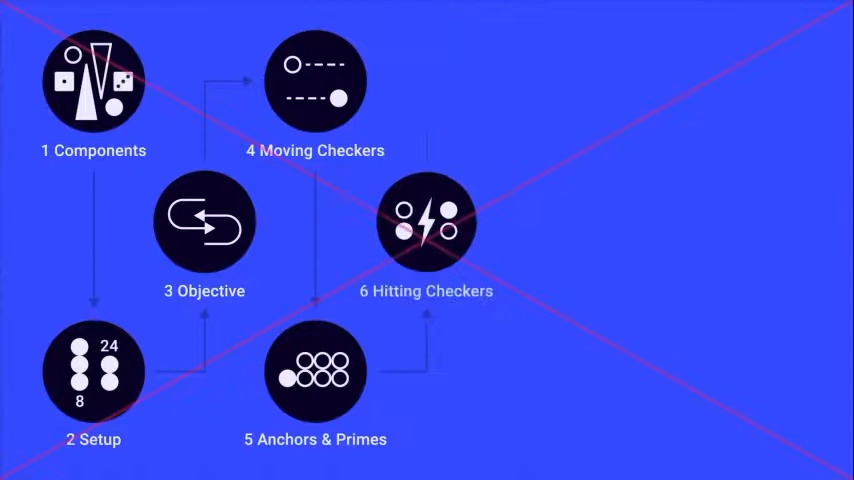 1 Components
24
8
2 Setup
3 Objective
4 Moving Checkers
5 Anchors & Primes
6 Hitting Checkers